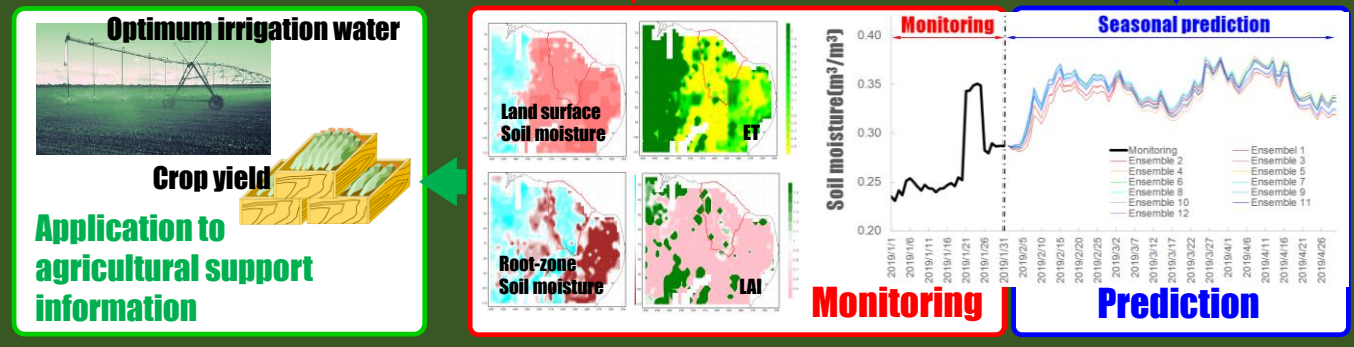 Optimum irrigation water
Crop yield
Application to
agricultural support
information
Land surface
Soil moisture
ET
Root-zone
Soil moisture
LAI
Monitoring
Soil moisture(m³/m³)
0.40
0.35
0.30
0.25
0.20
Monitoring
Seasonal prediction
Monitoring
Ensembel 1
Ensemble 2
Ensemble 3
Ensemble 4
Ensemble 5
Ensemble 6
Ensemble 7
Ensemble 8
Ensemble 9
Ensemble 10
Ensemble 11
Ensemble 12
2019/1/1
2019/1/6
2019/1/11
2019/1/16
2019/1/21
2019/1/26
2019/1/31
2019/2/5
2019/2/10
2019/2/15
2019/2/20
2019/2/25
2019/3/2
2019/3/7
2019/3/12
2019/3/17
2019/3/22
2019/3/27
2019/4/1
2019/4/6
2019/4/11
2019/4/16
2019/4/21
2019/4/26
Prediction